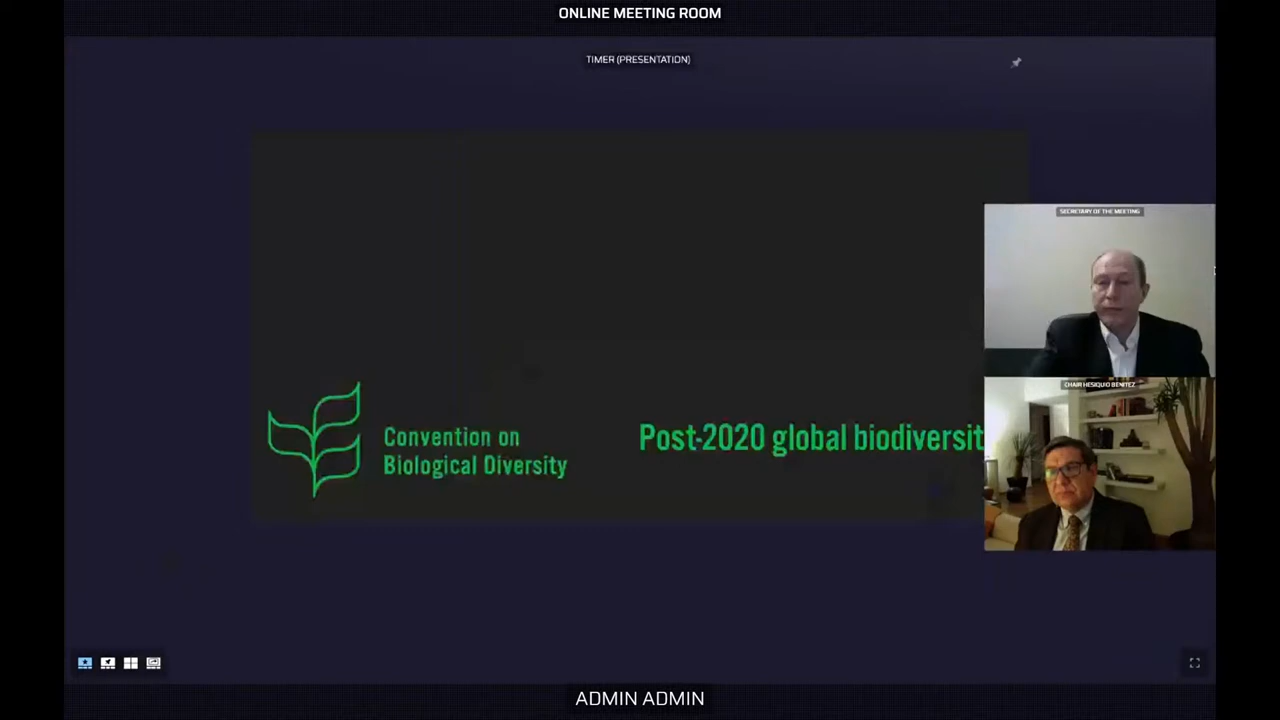 ONLINE MEETING ROOM
TIMER (PRESENTATION)
SECRETARY OF THE MEETING
CHAIR HESIQUIO BENITEZ
Convention on
Biological Diversity
Post-2020 global biodiversit
ADMIN ADMIN